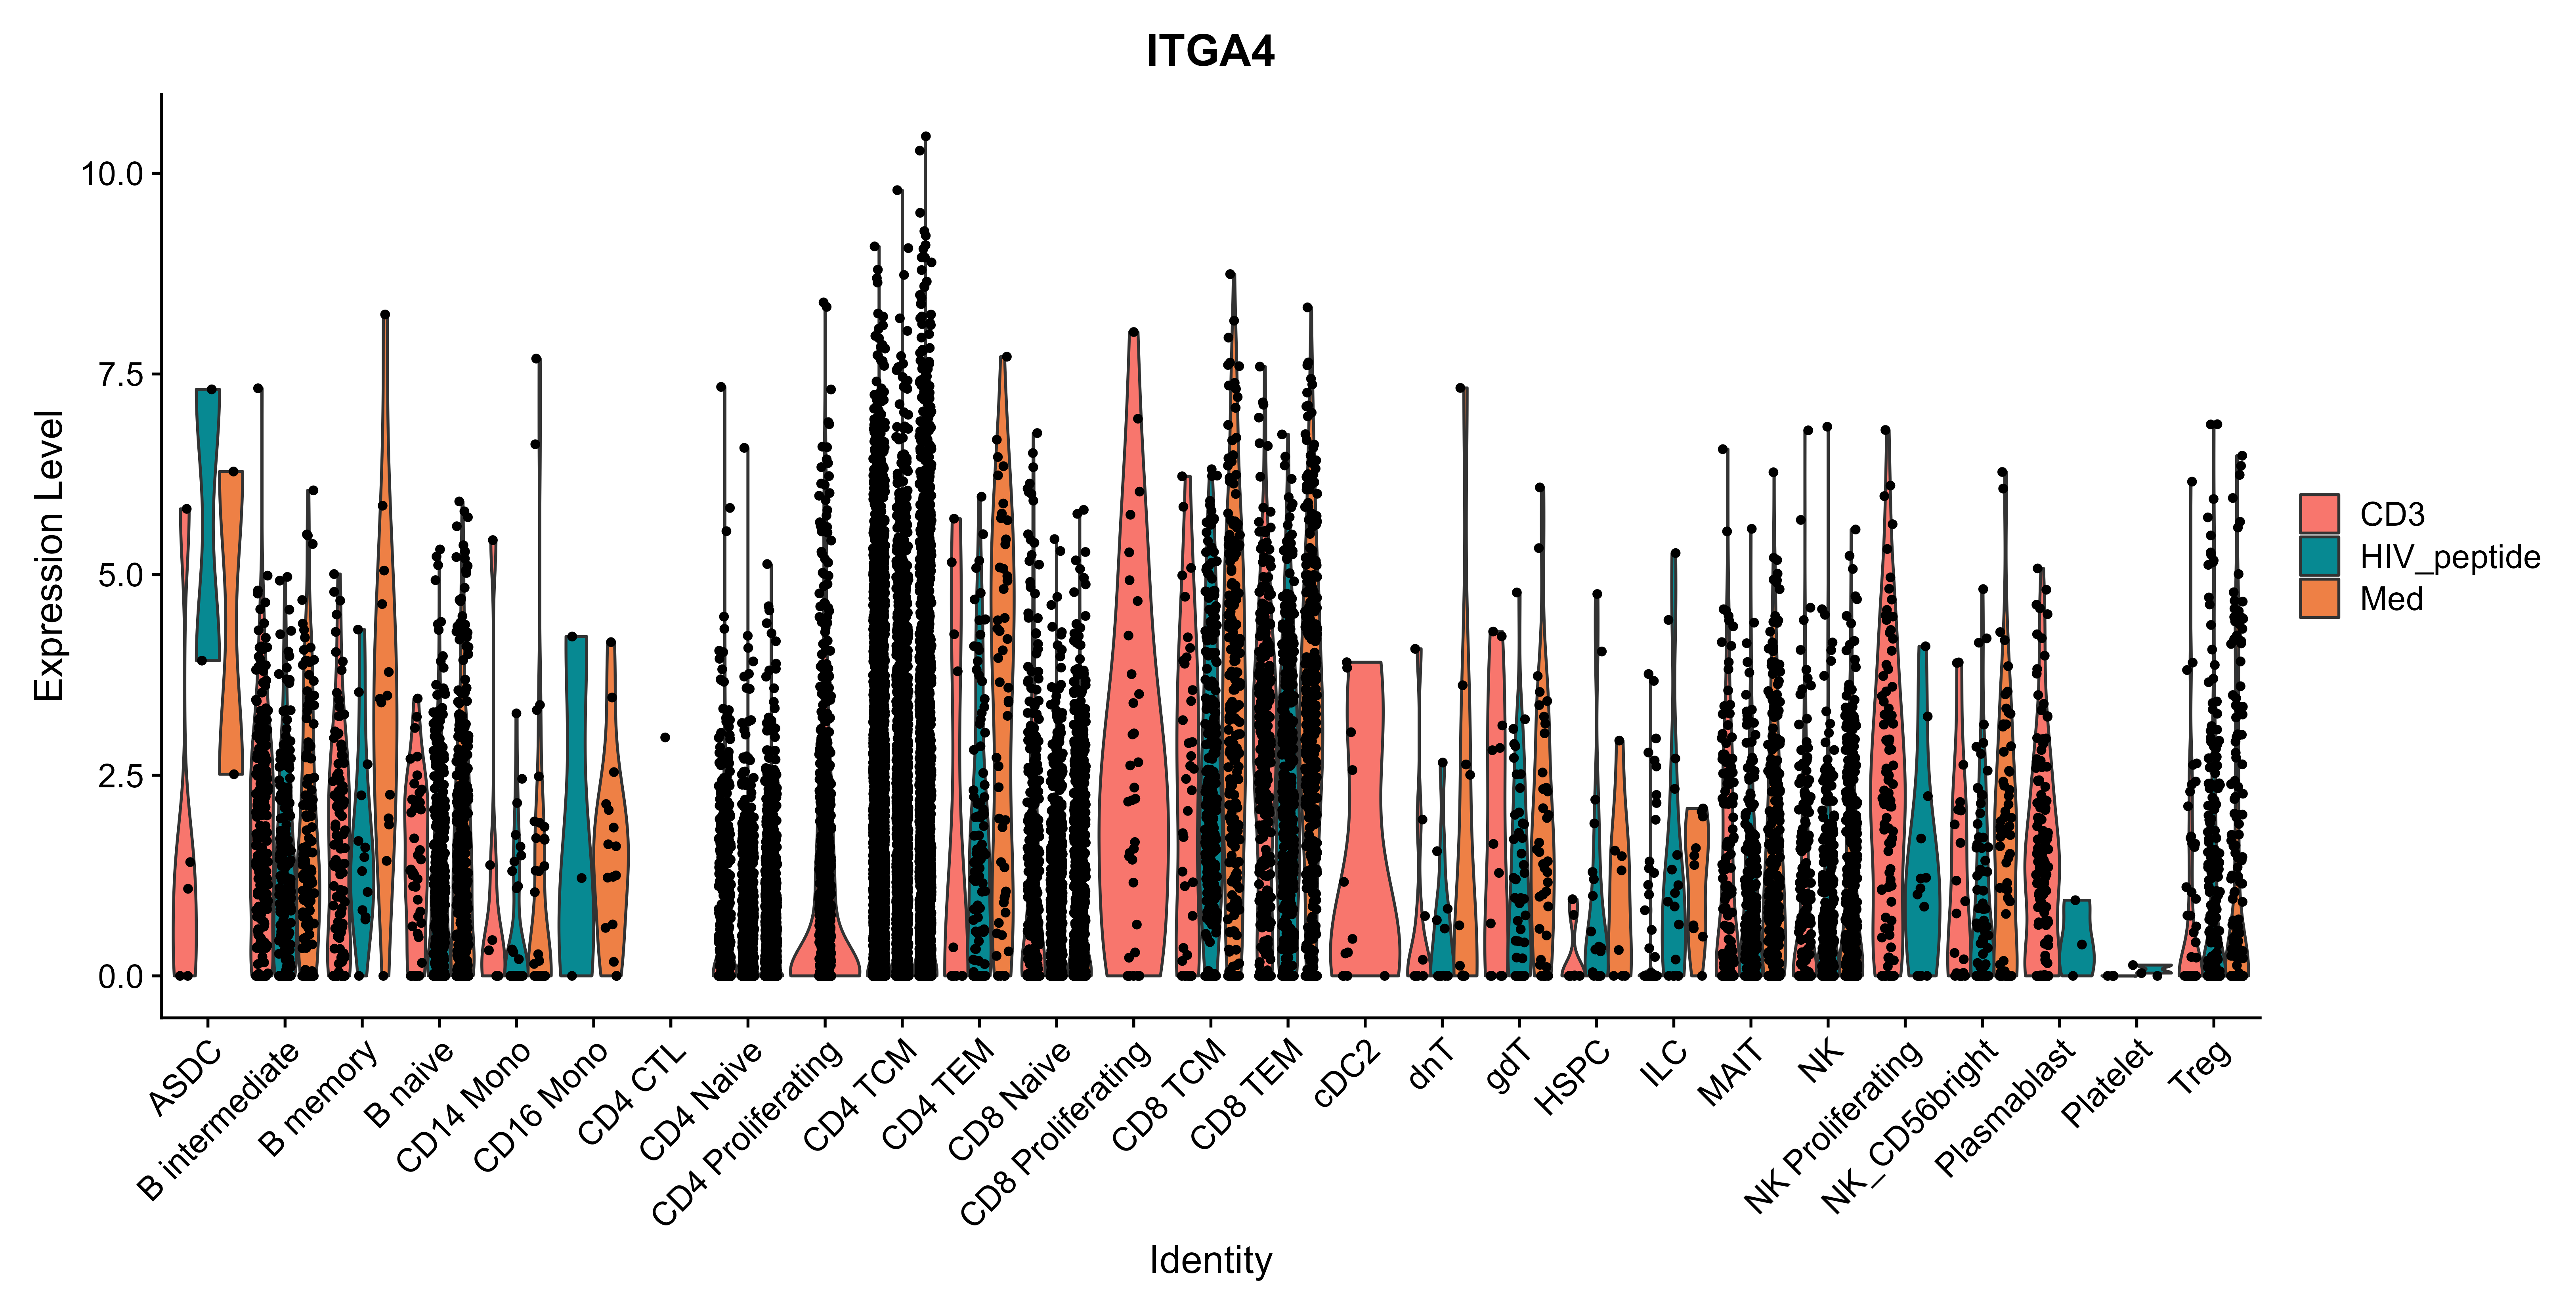 ITGA4
Expression Level
10.0
7.5
5.0
2.5
0.0
ASDC
B intermediate
B memory
B naive
CD14 Mono
CD16 Mono
CD4 CTL
CD4 Naive
CD4 Proliferating
CD4 TCM
CD4 TEM
CD8 Naive
CD8 Proliferating
CD8 TCM
CD8 TEM
cDC2
dnT
gdT
HSPC
ILC
MAIT
NK
NK Proliferating
NK_CD56bright
Plasmablast
Platelet
Treg
Identity
CD3
HIV_peptide
Med